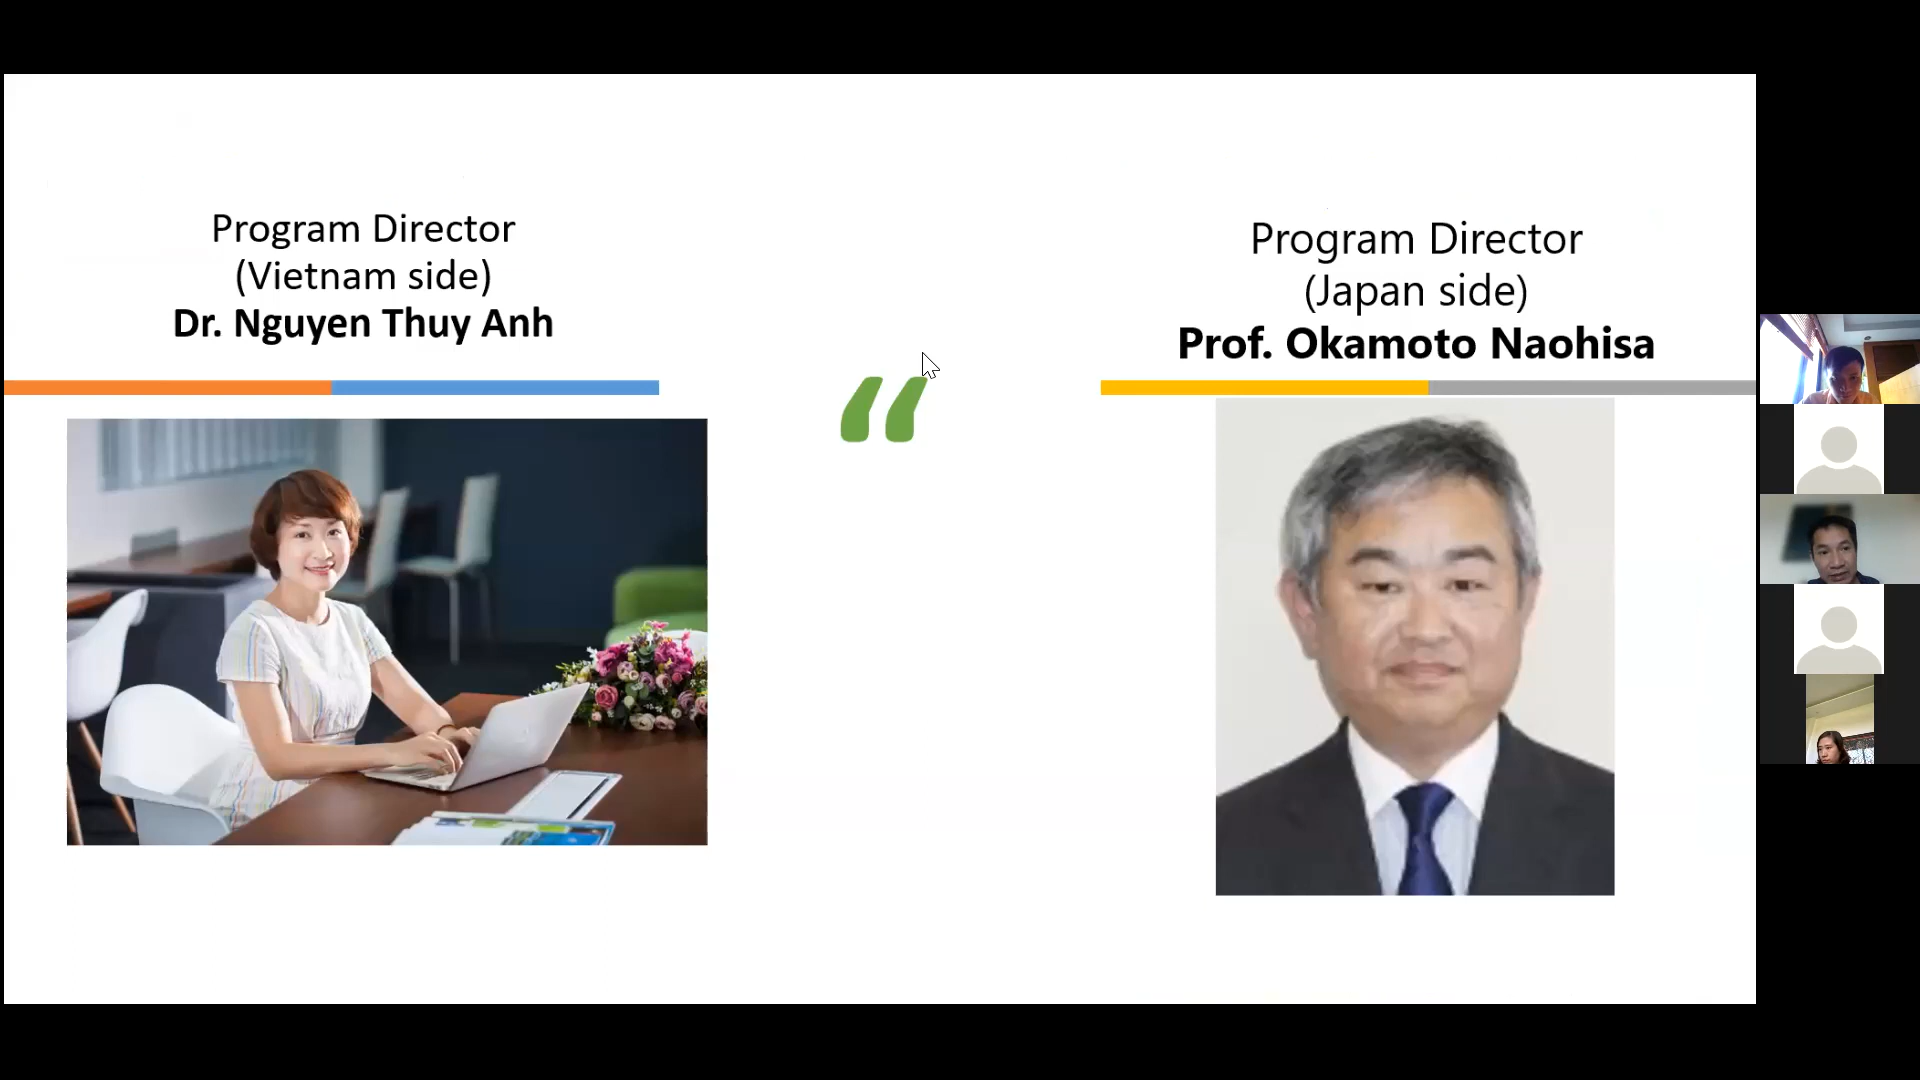 Program Director
(Vietnam side)
Dr. Nguyen Thuy Anh
Program Director
(Japan side)
Prof. Okamoto Naohisa
“